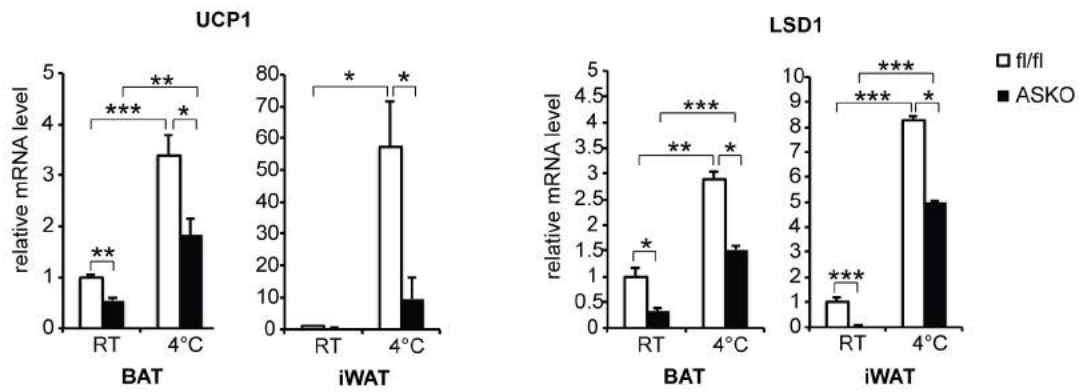 UCP1
LSD1
fl/fl
ASKO
relative mRNA level
5
4
3
2
1
0
***
**
*
**
RT
4°C
BAT
80
70
60
50
40
30
20
10
0
*
*
RT
4°C
iWAT
relative mRNA level
5
4.5
4
3.5
3
2.5
2
1.5
1
0.5
0
***
**
*
*
RT
4°C
BAT
10
9
8
7
6
5
4
3
2
1
0
***
***
*
***
RT
4°C
iWAT